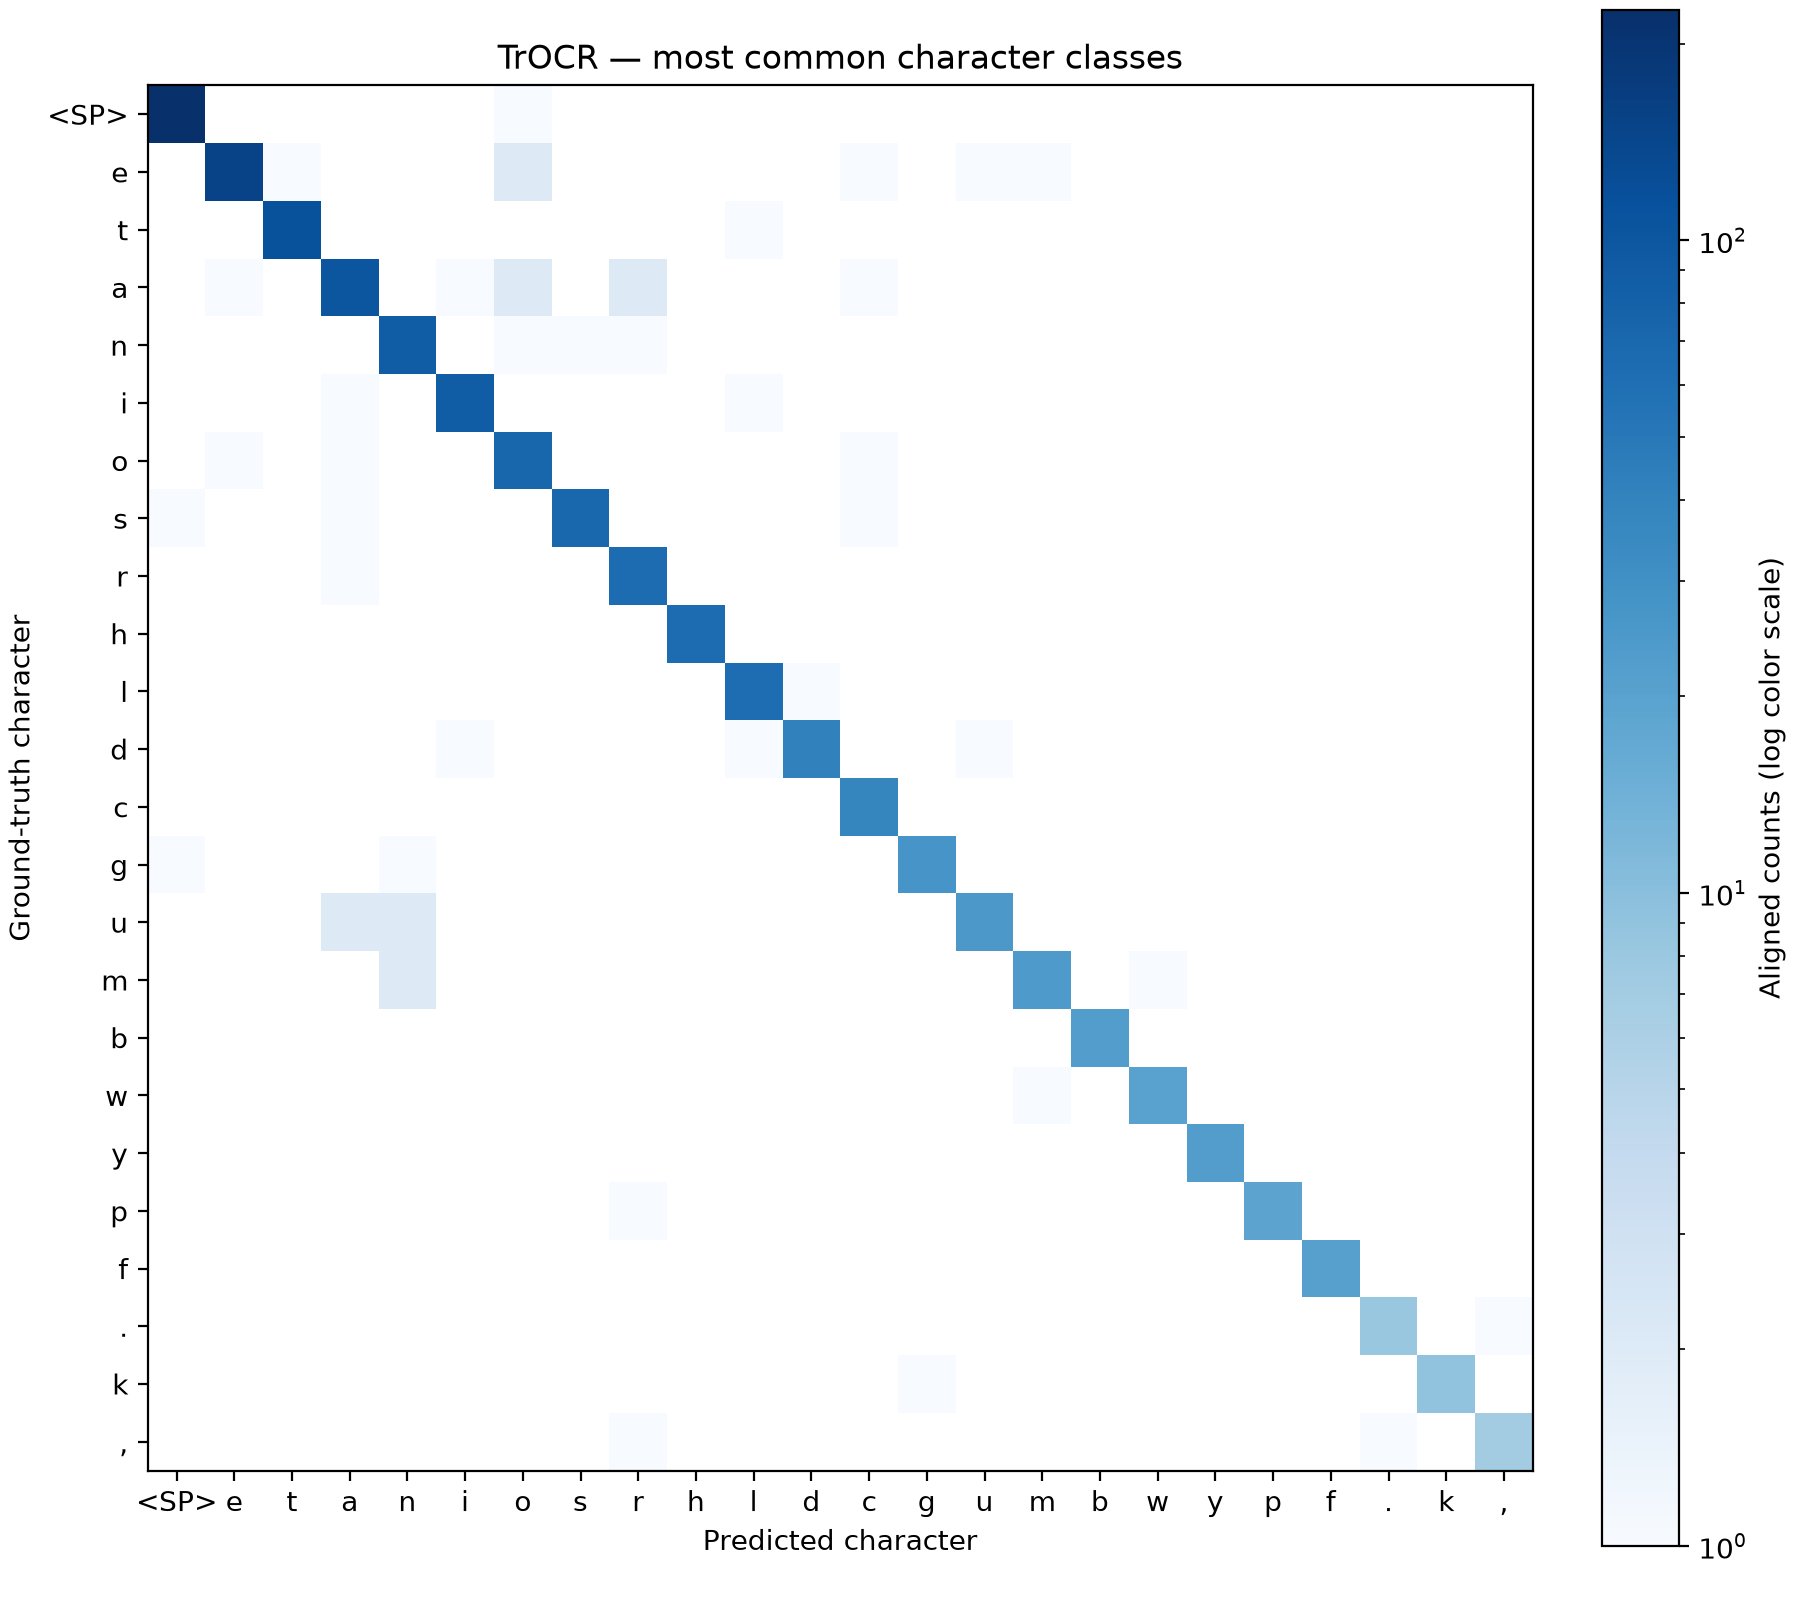 TrOCR — most common character classes
Ground-truth character
<SP>
e
t
a
n
i
o
s
r
h
l
d
c
g
u
m
b
w
y
p
f
.
k
,
<SP> e t a n i o s r h l d c g u m b w y p f . k ,
Predicted character
10²
10¹
10⁰
Aligned counts (log color scale)